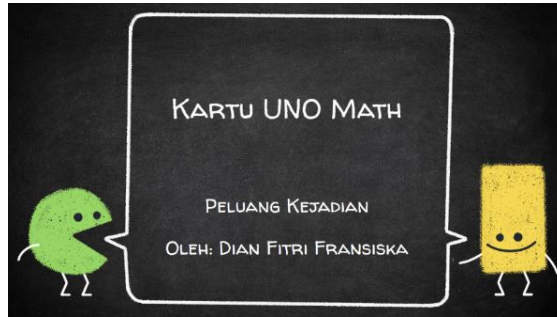 Kartu UNO Math
Peluang Kejadian
Oleh: Dian Fitri Fransiska